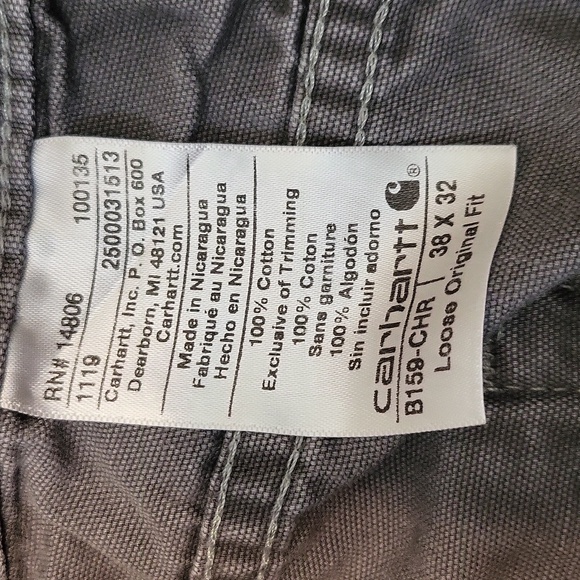 carhartt ®
B159-CHR | 38 X 32
Loose Original Fit
100% Cotton
Exclusive of Trimming
100% Coton
Sans garniture
100% Algodón
Sin incluir adorno
Made in Nicaragua
Fabriqué au Nicaragua
Hecho en Nicaragua
Carhartt, Inc. P. O. Box 600
Dearborn, MI 48121 USA
Carhartt.com
1119 2500031513
RN# 14806 100135